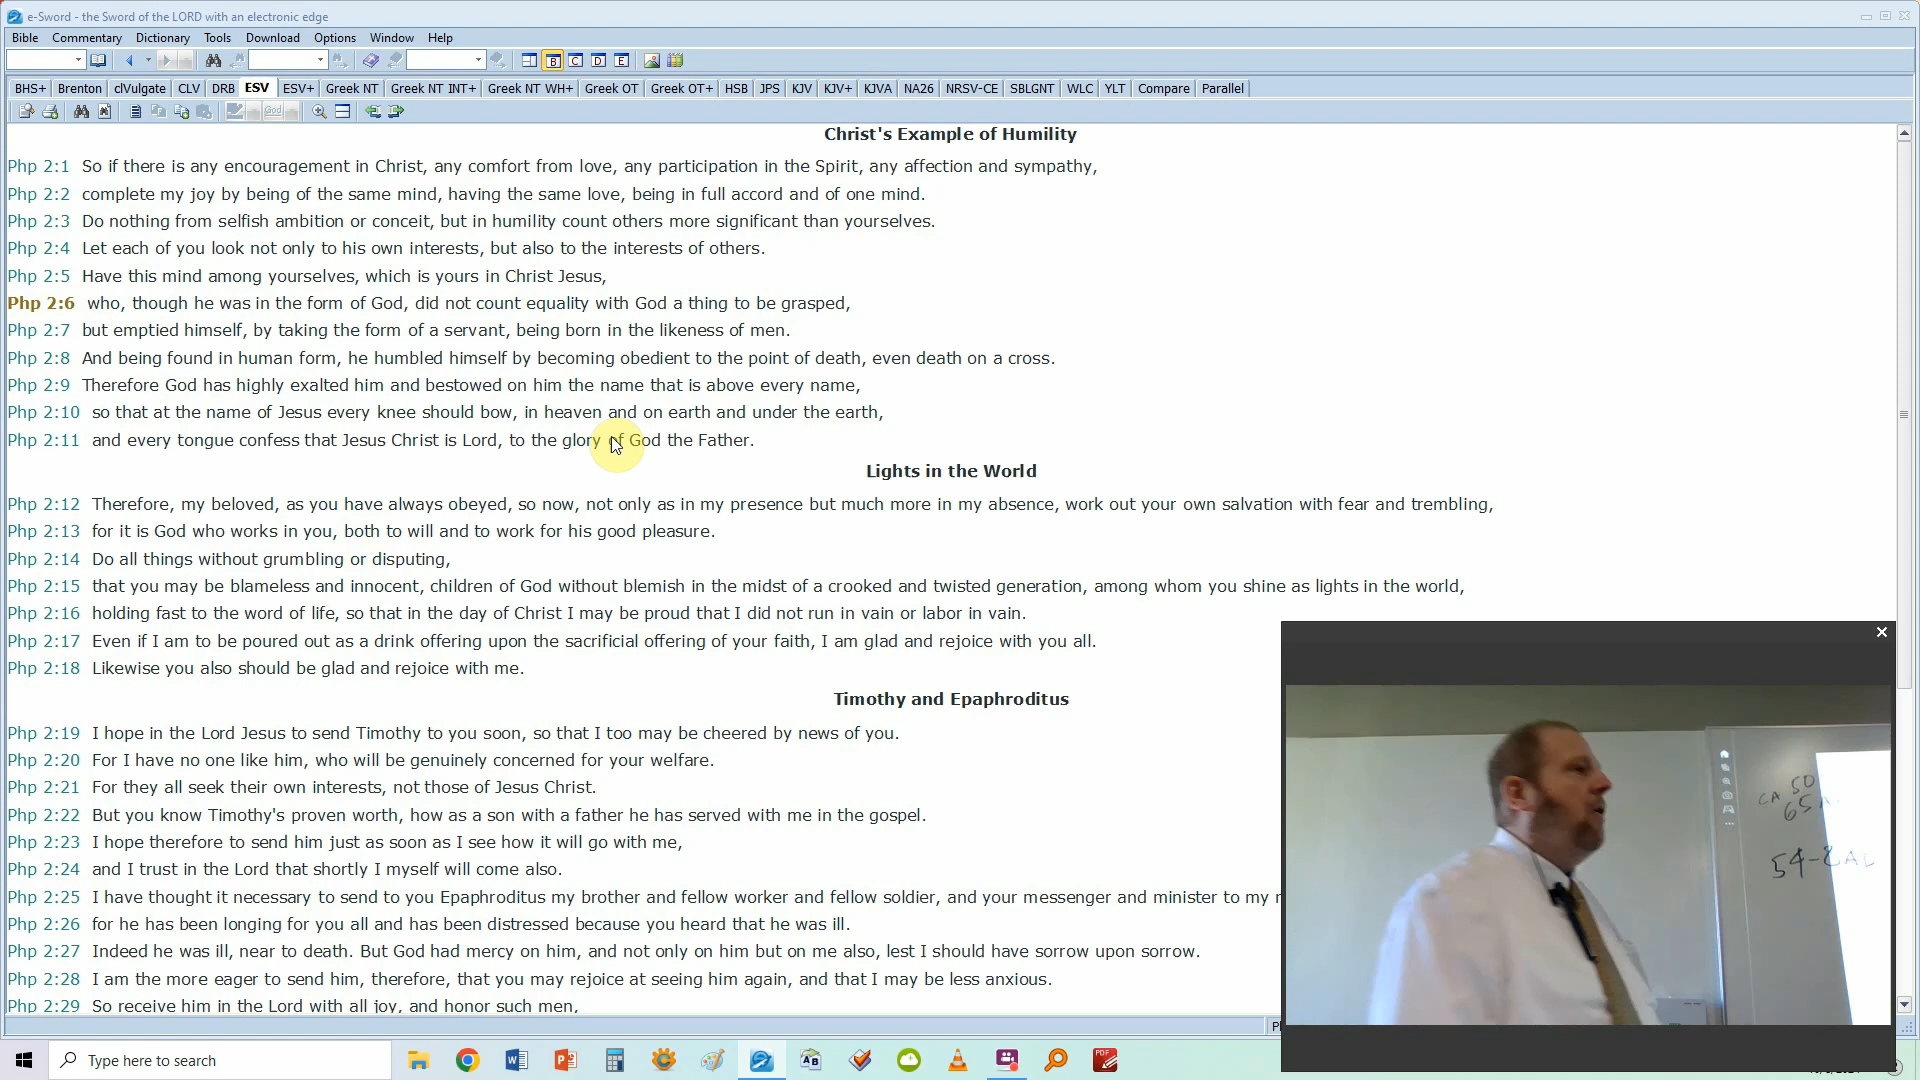 e-Sword - the Sword of the LORD with an electronic edge
Bible Commentary Dictionary Tools Download Options Window Help
B C D E
BHS+ Brenton clVulgate CLV DRB ESV ESV+ Greek NT Greek NT INT+ Greek NT WH+ Greek OT Greek OT+ HSB JPS KJV KJV+ KJVA NA26 NRSV-CE SBLGNT WLC YLT Compare Parallel
God
Christ's Example of Humility
Php 2:1 So if there is any encouragement in Christ, any comfort from love, any participation in the Spirit, any affection and sympathy,
Php 2:2 complete my joy by being of the same mind, having the same love, being in full accord and of one mind.
Php 2:3 Do nothing from selfish ambition or conceit, but in humility count others more significant than yourselves.
Php 2:4 Let each of you look not only to his own interests, but also to the interests of others.
Php 2:5 Have this mind among yourselves, which is yours in Christ Jesus,
Php 2:6 who, though he was in the form of God, did not count equality with God a thing to be grasped,
Php 2:7 but emptied himself, by taking the form of a servant, being born in the likeness of men.
Php 2:8 And being found in human form, he humbled himself by becoming obedient to the point of death, even death on a cross.
Php 2:9 Therefore God has highly exalted him and bestowed on him the name that is above every name,
Php 2:10 so that at the name of Jesus every knee should bow, in heaven and on earth and under the earth,
Php 2:11 and every tongue confess that Jesus Christ is Lord, to the glory of God the Father.
Lights in the World
Php 2:12 Therefore, my beloved, as you have always obeyed, so now, not only as in my presence but much more in my absence, work out your own salvation with fear and trembling,
Php 2:13 for it is God who works in you, both to will and to work for his good pleasure.
Php 2:14 Do all things without grumbling or disputing,
Php 2:15 that you may be blameless and innocent, children of God without blemish in the midst of a crooked and twisted generation, among whom you shine as lights in the world,
Php 2:16 holding fast to the word of life, so that in the day of Christ I may be proud that I did not run in vain or labor in vain.
Php 2:17 Even if I am to be poured out as a drink offering upon the sacrificial offering of your faith, I am glad and rejoice with you all.
Php 2:18 Likewise you also should be glad and rejoice with me.
Timothy and Epaphroditus
Php 2:19 I hope in the Lord Jesus to send Timothy to you soon, so that I too may be cheered by news of you.
Php 2:20 For I have no one like him, who will be genuinely concerned for your welfare.
Php 2:21 For they all seek their own interests, not those of Jesus Christ.
Php 2:22 But you know Timothy's proven worth, how as a son with a father he has served with me in the gospel.
Php 2:23 I hope therefore to send him just as soon as I see how it will go with me,
Php 2:24 and I trust in the Lord that shortly I myself will come also.
Php 2:25 I have thought it necessary to send to you Epaphroditus my brother and fellow worker and fellow soldier, and your messenger and minister to my
Php 2:26 for he has been longing for you all and has been distressed because you heard that he was ill.
Php 2:27 Indeed he was ill, near to death. But God had mercy on him, and not only on him but on me also, lest I should have sorrow upon sorrow.
Php 2:28 I am the more eager to send him, therefore, that you may rejoice at seeing him again, and that I may be less anxious.
Php 2:29 So receive him in the Lord with all joy, and honor such men,
CA 50
65
54-
Type here to search
PDF